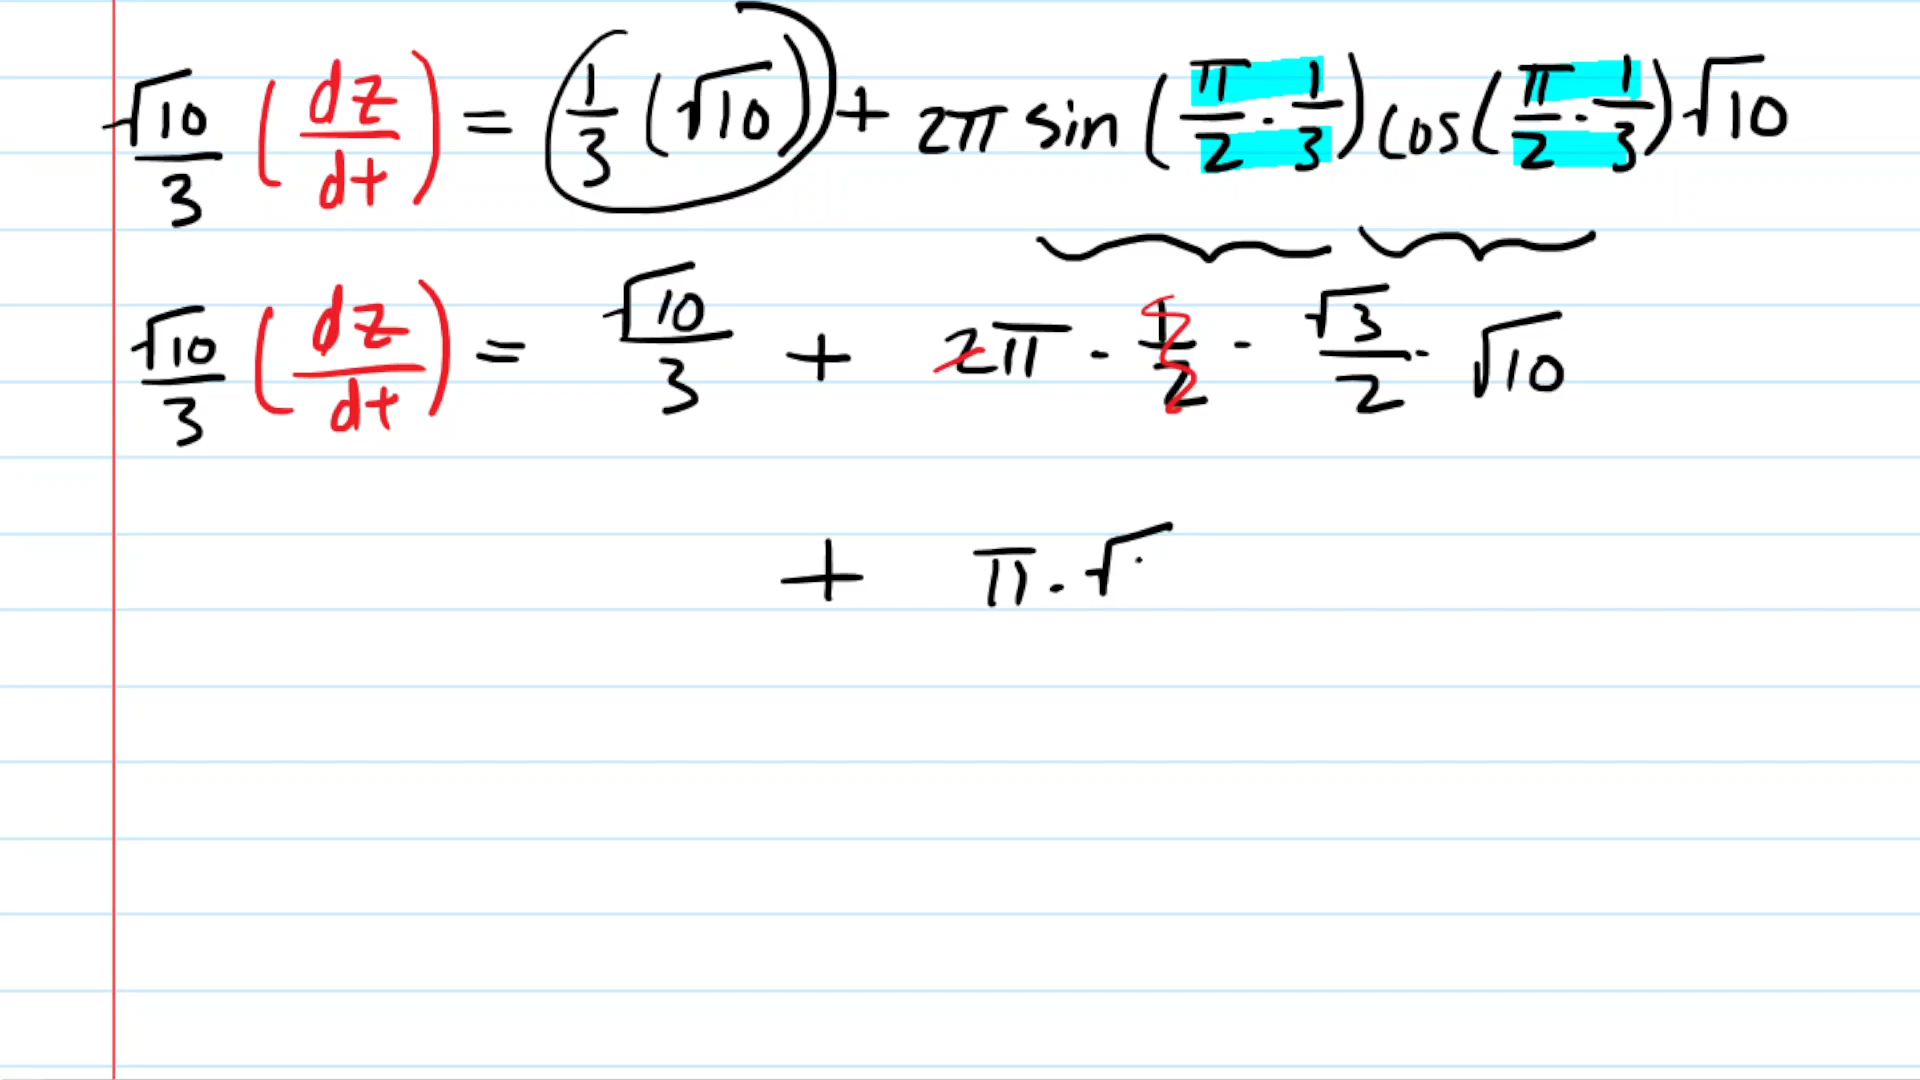 √10/3 (dz/dt) = (1/3 (√10)) + 2π sin(π/2 · 1/3) cos(π/2 · 1/3) √10
√10/3 (dz/dt) = √10/3 + 2π · 1/2 · √3/2 · √10
+ π · √